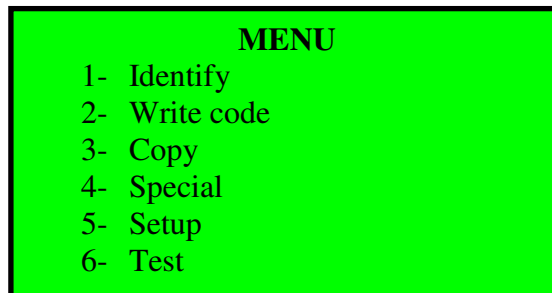 MENU
1- Identify
2- Write code
3- Copy
4- Special
5- Setup
6- Test